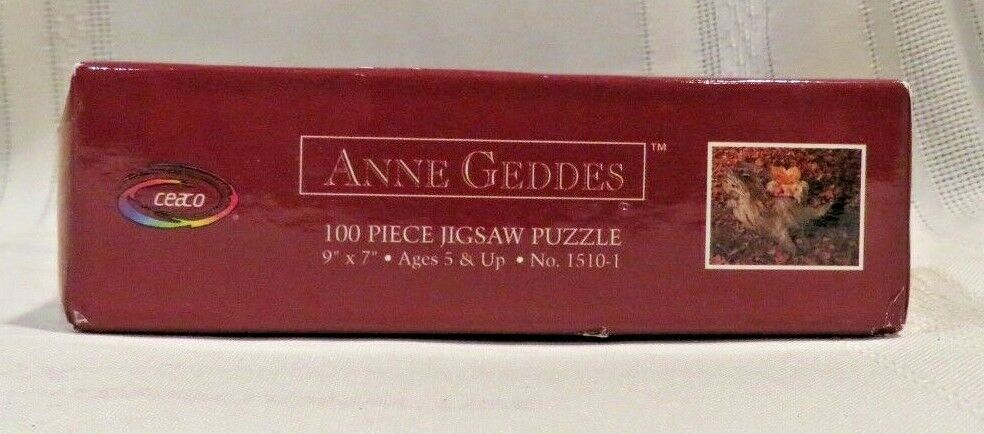 ceaco
ANNE GEDDES™
100 PIECE JIGSAW PUZZLE
9" x 7" • Ages 5 & Up • No. 1510-1